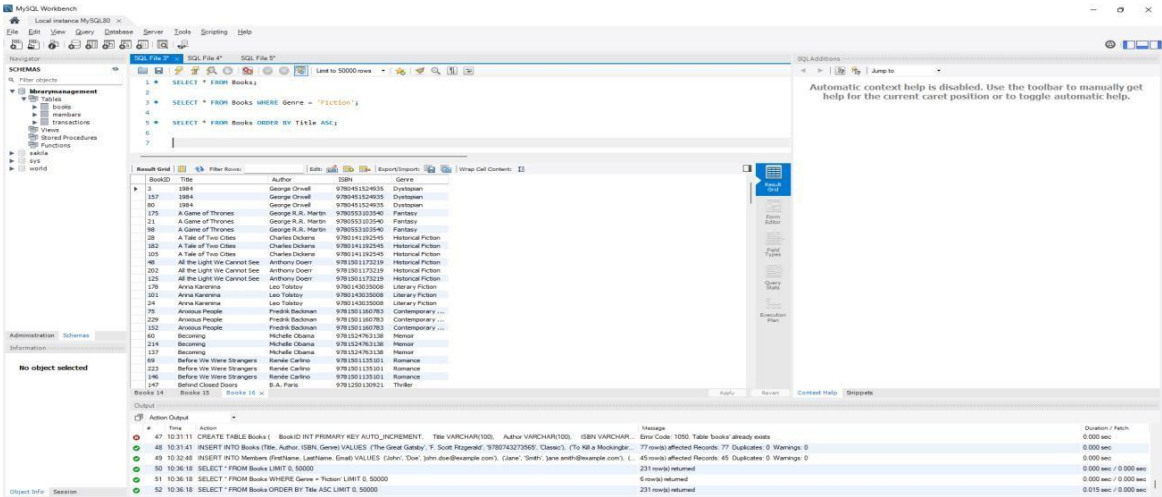 MySQL Workbench
Local instance MySQL80 ×
File Edit View Query Database Server Tools Scripting Help
Navigator
SCHEMAS
Filter objects
librarymanagement
Tables
books
members
transactions
Views
Stored Procedures
Functions
sakila
sys
world
Administration Schemas
Information
No object selected
Object Info Session
SQL File 3* × SQL File 4* SQL File 5*
Limit to 50000 rows
1 SELECT * FROM Books;
2
3 SELECT * FROM Books WHERE Genre = 'Fiction';
4
5 SELECT * FROM Books ORDER BY Title ASC;
6
7
Result Grid Filter Rows: Edit: Export/Import: Wrap Cell Content:
BookID Title Author ISBN Genre
3 1984 George Orwell 9780451524935 Dystopian
157 1984 George Orwell 9780451524935 Dystopian
80 1984 George Orwell 9780451524935 Dystopian
175 A Game of Thrones George R.R. Martin 9780553103540 Fantasy
21 A Game of Thrones George R.R. Martin 9780553103540 Fantasy
98 A Game of Thrones George R.R. Martin 9780553103540 Fantasy
28 A Tale of Two Cities Charles Dickens 9780141192545 Historical Fiction
182 A Tale of Two Cities Charles Dickens 9780141192545 Historical Fiction
105 A Tale of Two Cities Charles Dickens 9780141192545 Historical Fiction
48 All the Light We Cannot See Anthony Doerr 9781501173219 Historical Fiction
202 All the Light We Cannot See Anthony Doerr 9781501173219 Historical Fiction
125 All the Light We Cannot See Anthony Doerr 9781501173219 Historical Fiction
178 Anna Karenina Leo Tolstoy 9780143035008 Literary Fiction
101 Anna Karenina Leo Tolstoy 9780143035008 Literary Fiction
24 Anna Karenina Leo Tolstoy 9780143035008 Literary Fiction
75 Anxious People Fredrik Backman 9781501160783 Contemporary ...
229 Anxious People Fredrik Backman 9781501160783 Contemporary ...
152 Anxious People Fredrik Backman 9781501160783 Contemporary ...
60 Becoming Michelle Obama 9781524763138 Memoir
214 Becoming Michelle Obama 9781524763138 Memoir
137 Becoming Michelle Obama 9781524763138 Memoir
69 Before We Were Strangers Renée Carlino 9781501135101 Romance
223 Before We Were Strangers Renée Carlino 9781501135101 Romance
146 Before We Were Strangers Renée Carlino 9781501135101 Romance
147 Behind Closed Doors B.A. Paris 9781250130921 Thriller
Result Grid
Form Editor
Field Types
Query Stats
Execution Plan
Books 14 Books 15 Books 16 × Apply Revert
SQLAdditions
Jump to
Automatic context help is disabled. Use the toolbar to manually get
help for the current caret position or to toggle automatic help.
Context Help Snippets
Output
Action Output
# Time Action Message Duration / Fetch
47 10:31:11 CREATE TABLE Books ( BookID INT PRIMARY KEY AUTO_INCREMENT, Title VARCHAR(100), Author VARCHAR(100), ISBN VARCHAR... Error Code: 1050. Table 'books' already exists 0.000 sec
48 10:31:41 INSERT INTO Books (Title, Author, ISBN, Genre) VALUES ('The Great Gatsby', 'F. Scott Fitzgerald', '9780743273565', 'Classic'), ('To Kill a Mockingbir... 77 row(s) affected Records: 77 Duplicates: 0 Warnings: 0 0.000 sec
49 10:32:48 INSERT INTO Members (FirstName, LastName, Email) VALUES ('John', 'Doe', 'john.doe@example.com'), ('Jane', 'Smith', 'jane.smith@example.com'), (... 45 row(s) affected Records: 45 Duplicates: 0 Warnings: 0 0.000 sec
50 10:36:18 SELECT * FROM Books LIMIT 0, 50000 231 row(s) returned 0.000 sec / 0.000 sec
51 10:36:18 SELECT * FROM Books WHERE Genre = 'Fiction' LIMIT 0, 50000 6 row(s) returned 0.000 sec / 0.000 sec
52 10:36:18 SELECT * FROM Books ORDER BY Title ASC LIMIT 0, 50000 231 row(s) returned 0.015 sec / 0.000 sec